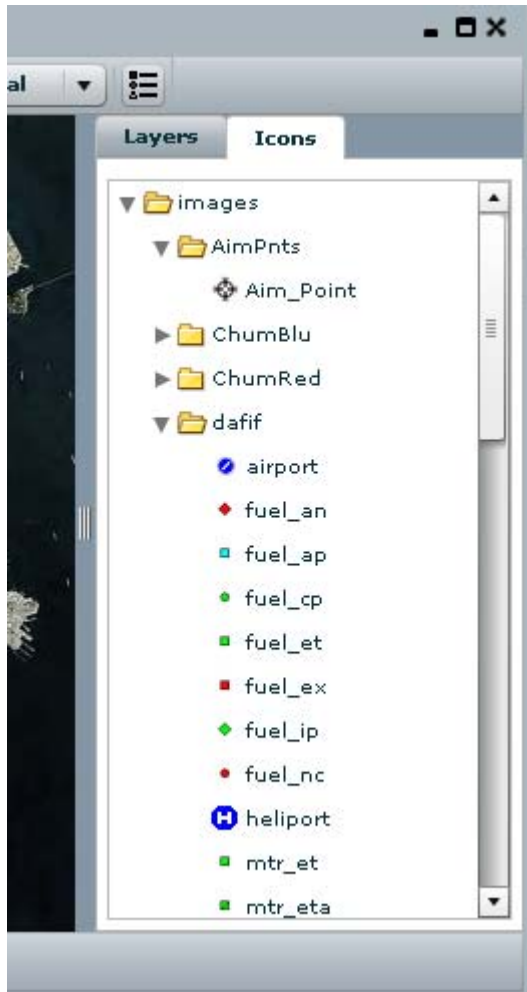 al
Layers Icons
images
AimPnts
Aim_Point
ChumBlu
ChumRed
dafif
airport
fuel_an
fuel_ap
fuel_cp
fuel_et
fuel_ex
fuel_ip
fuel_nc
H heliport
mtr_et
mtr_eta